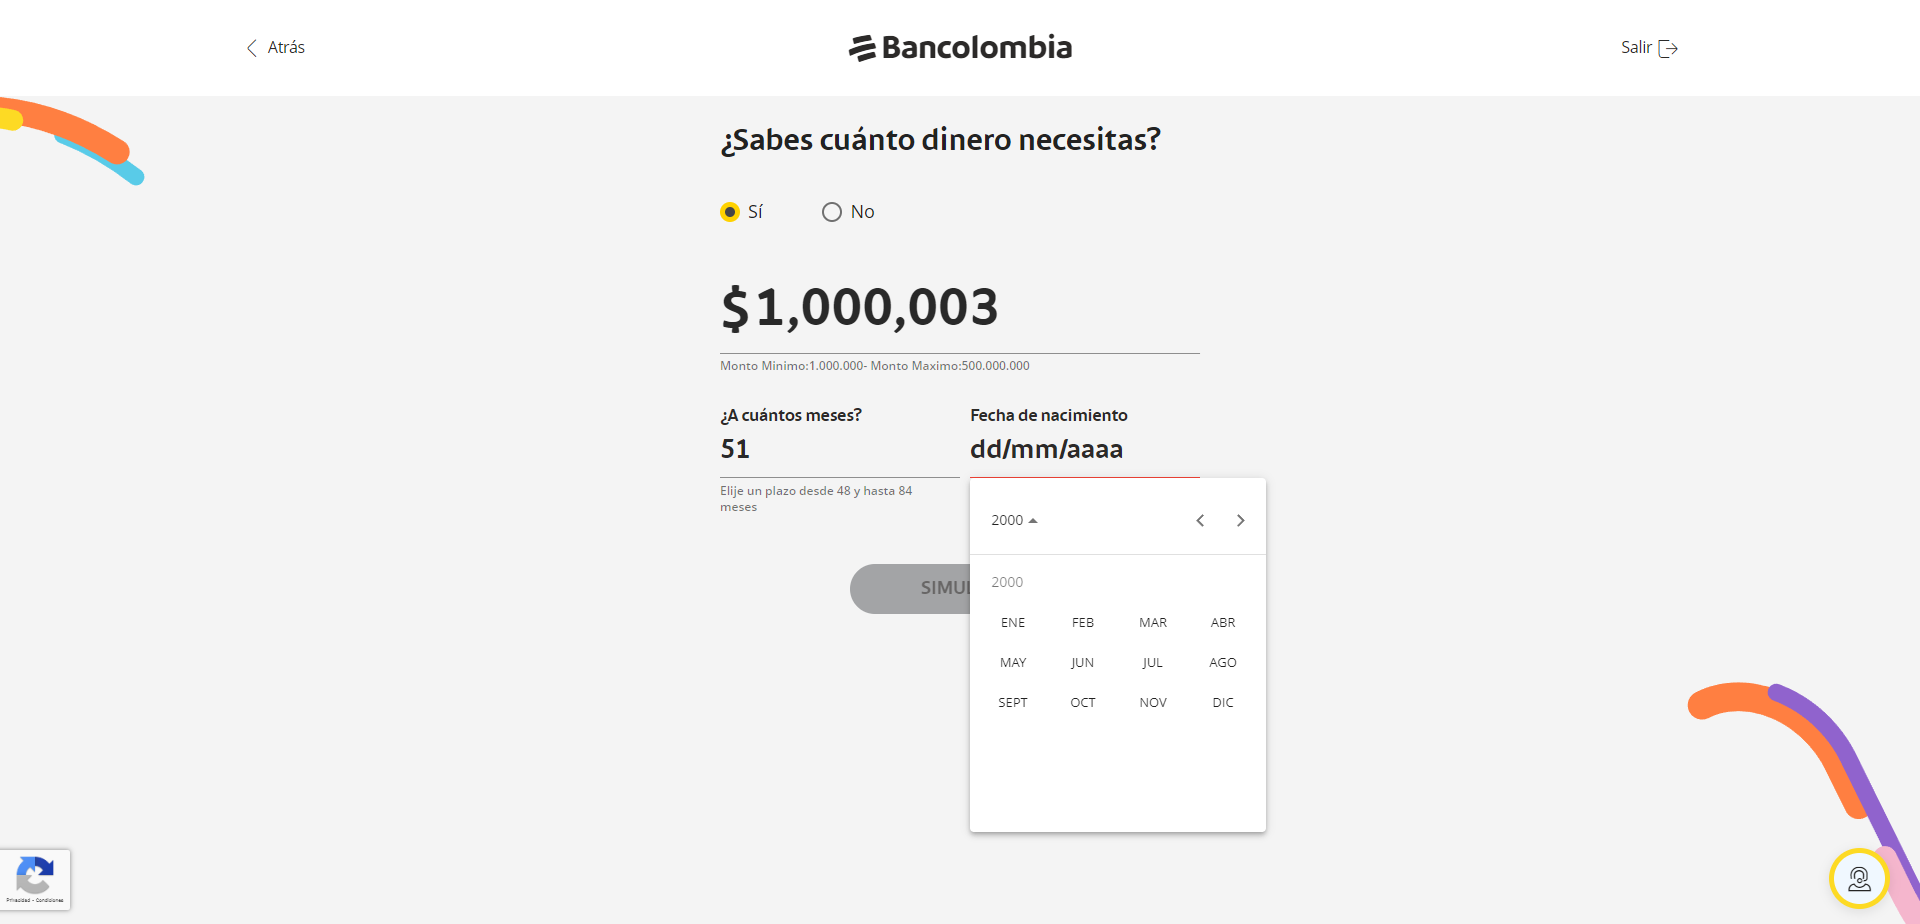 Atrás
Bancolombia
Salir
¿Sabes cuánto dinero necesitas?
Sí
No
$1,000,003
Monto Minimo:1.000.000- Monto Maximo:500.000.000
¿A cuántos meses?
51
Elije un plazo desde 48 y hasta 84
meses
Fecha de nacimiento
dd/mm/aaaa
2000
2000
ENE FEB MAR ABR
MAY JUN JUL AGO
SEPT OCT NOV DIC
SIMUL
Privacidad - Condiciones